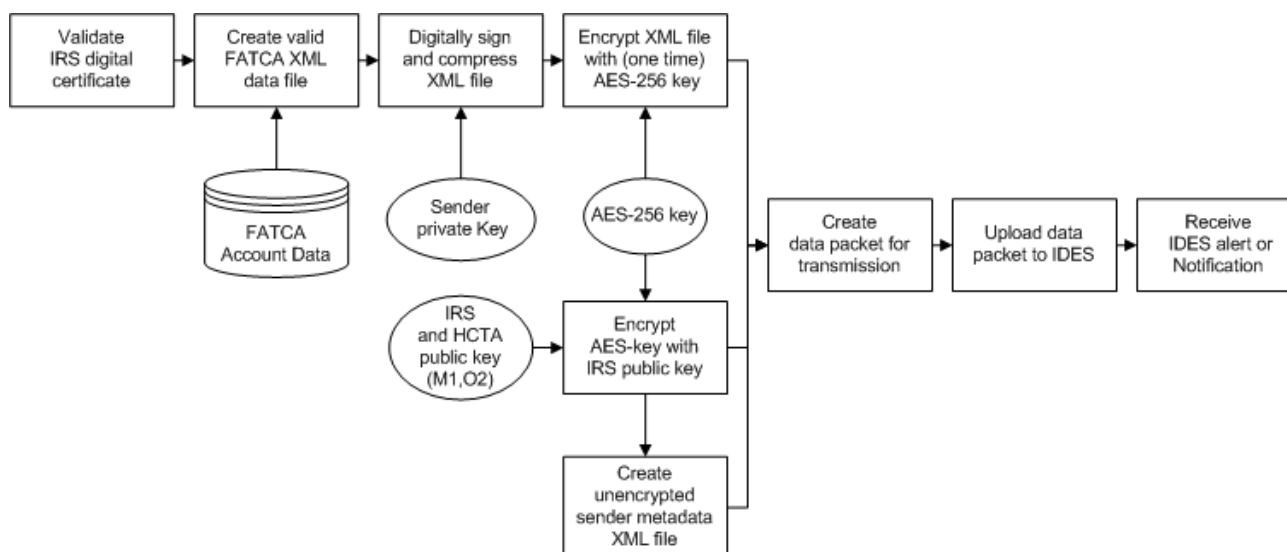 Validate
IRS digital
certificate
Create valid
FATCA XML
data file
Digitally sign
and compress
XML file
Encrypt XML file
with (one time)
AES-256 key
FATCA
Account Data
Sender
private Key
AES-256 key
Create
data packet for
transmission
Upload data
packet to IDES
Receive
IDES alert or
Notification
IRS
and HCTA
public key
(M1,O2)
Encrypt
AES-key with
IRS public key
Create
unencrypted
sender metadata
XML file